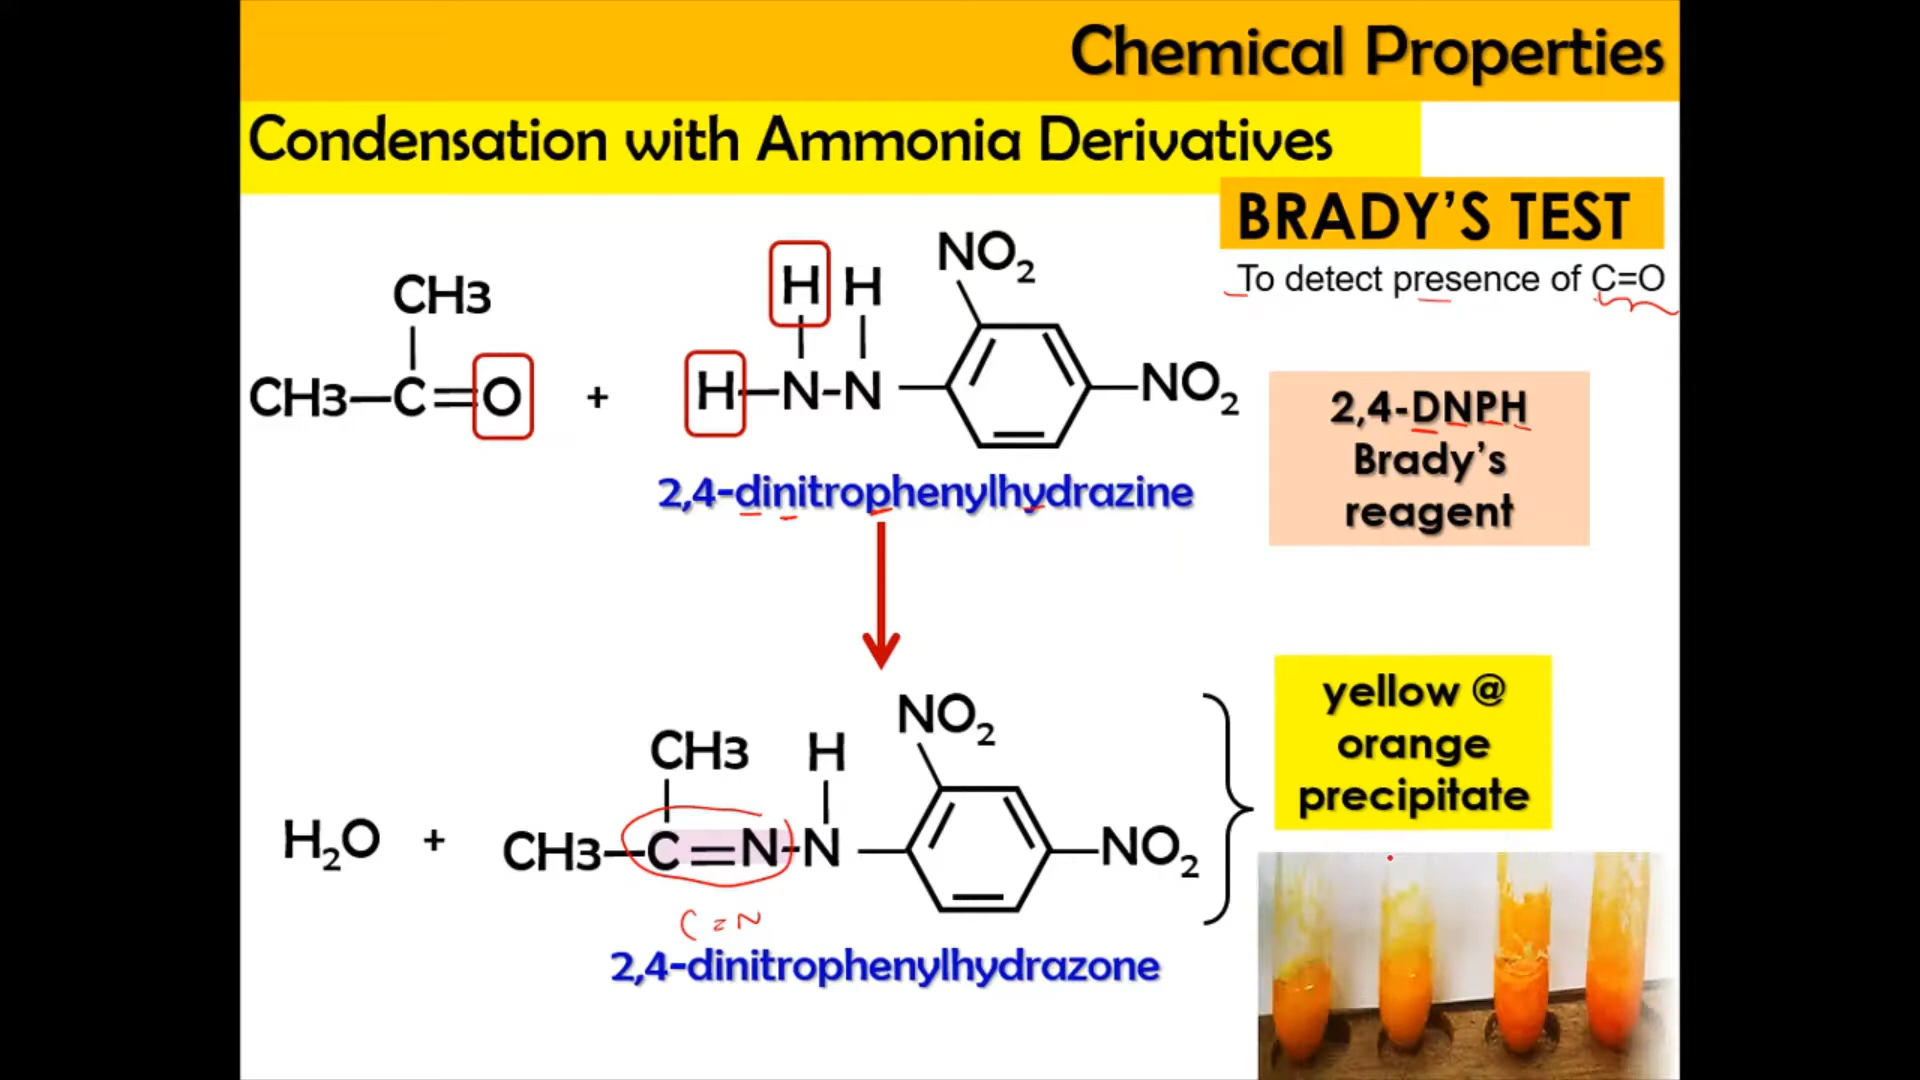 Chemical Properties
Condensation with Ammonia Derivatives
BRADY'S TEST
To detect presence of C=O
CH3
CH3—C=O
+
H H
H—N-N
NO2
NO2
2,4-dinitrophenylhydrazine
2,4-DNPH
Brady's
reagent
H2O +
CH3
CH3—C=N-N
H
NO2
NO2
C=N
2,4-dinitrophenylhydrazone
yellow @
orange
precipitate